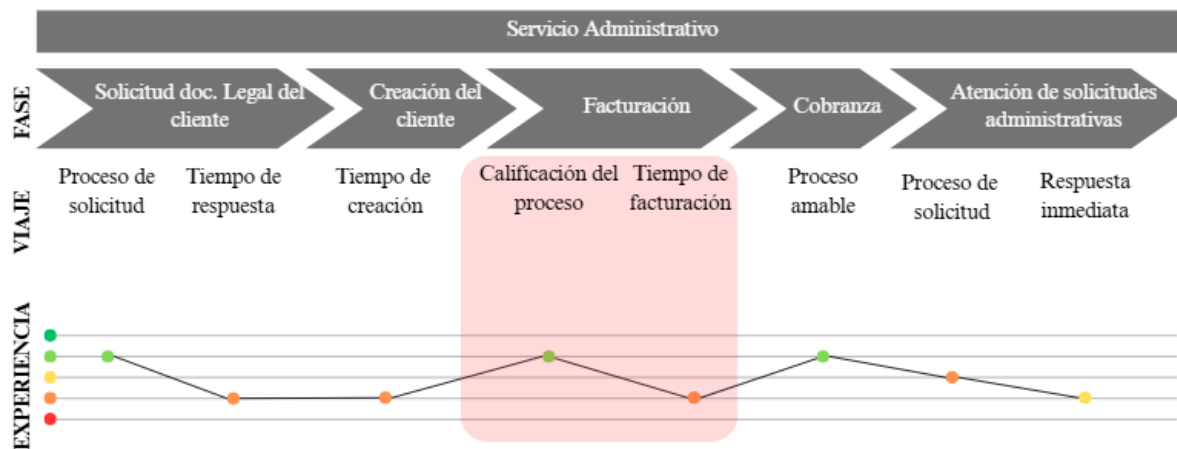 Servicio Administrativo
FASE
Solicitud doc. Legal del
cliente
Creación del
cliente
Facturación
Cobranza
Atención de solicitudes
administrativas
VIAJE
Proceso de
solicitud
Tiempo de
respuesta
Tiempo de
creación
Calificación del
proceso
Tiempo de
facturación
Proceso
amable
Proceso de
solicitud
Respuesta
inmediata
EXPERIENCIA